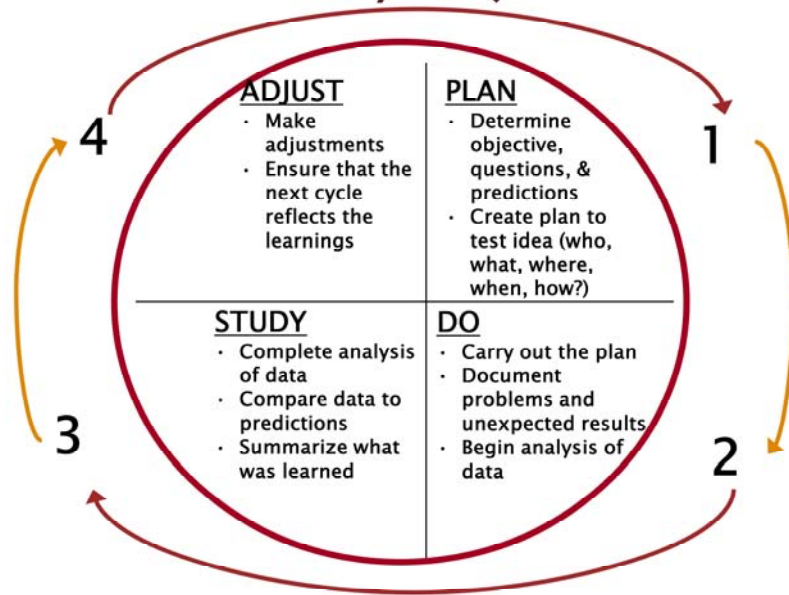 4
ADJUST
· Make
adjustments
· Ensure that the
next cycle
reflects the
learnings
PLAN
· Determine
objective,
questions, &
predictions
· Create plan to
test idea (who,
what, where,
when, how?)
1
3
STUDY
· Complete analysis
of data
· Compare data to
predictions
· Summarize what
was learned
DO
· Carry out the plan
· Document
problems and
unexpected results
· Begin analysis of
data
2